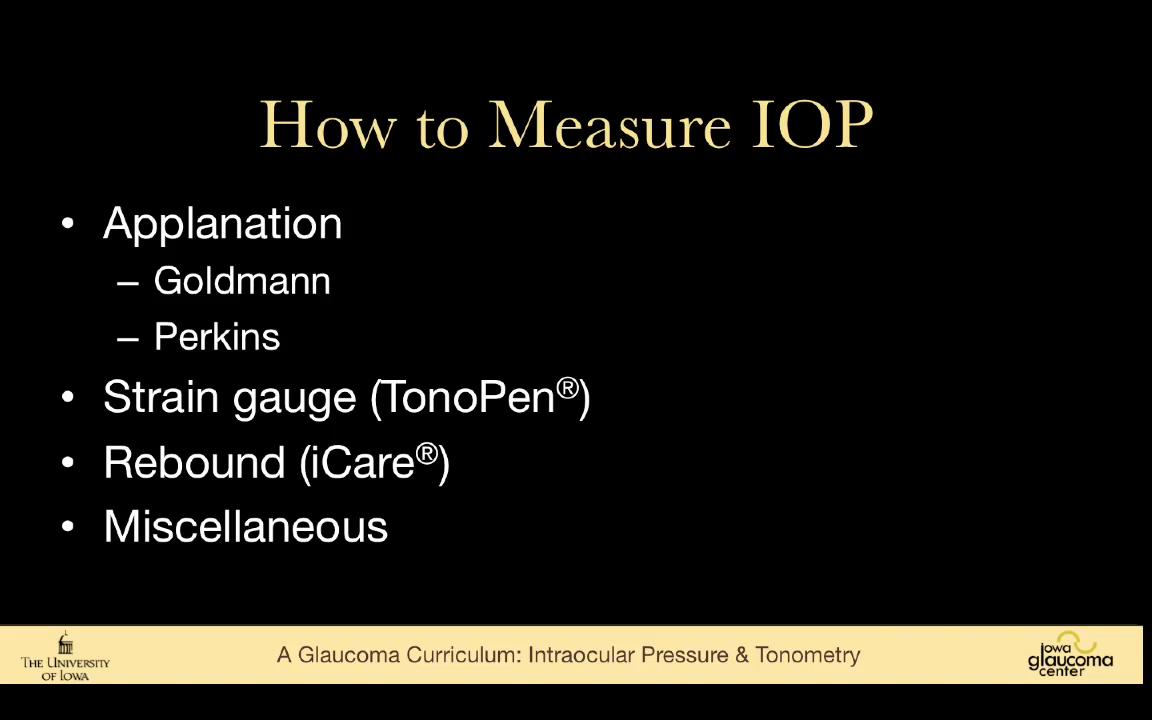 How to Measure IOP
• Applanation
– Goldmann
– Perkins
• Strain gauge (TonoPen®)
• Rebound (iCare®)
• Miscellaneous
THE UNIVERSITY
OF IOWA
A Glaucoma Curriculum: Intraocular Pressure & Tonometry
iowa
glaucoma
center